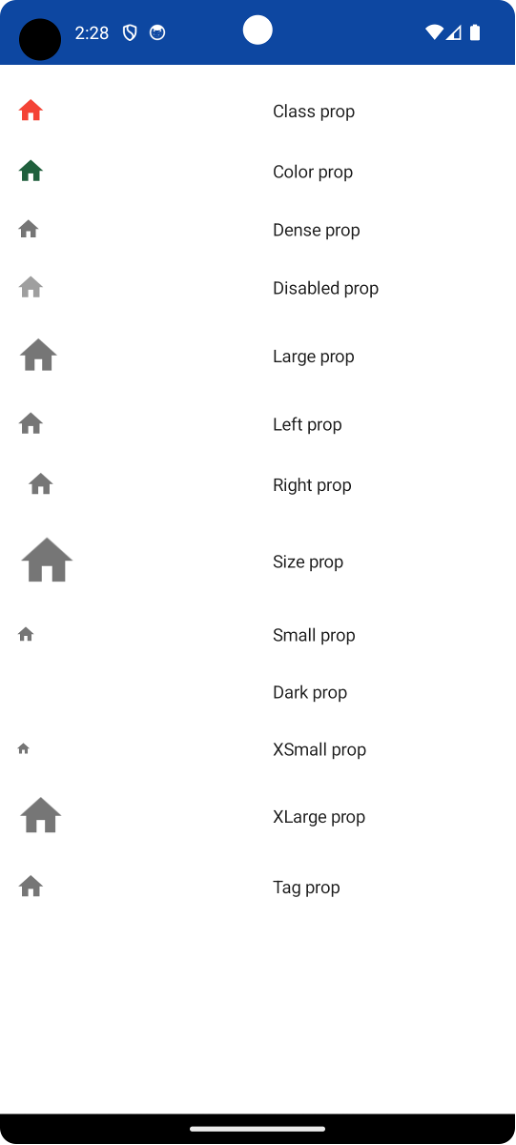 2:28
Class prop
Color prop
Dense prop
Disabled prop
Large prop
Left prop
Right prop
Size prop
Small prop
Dark prop
XSmall prop
XLarge prop
Tag prop